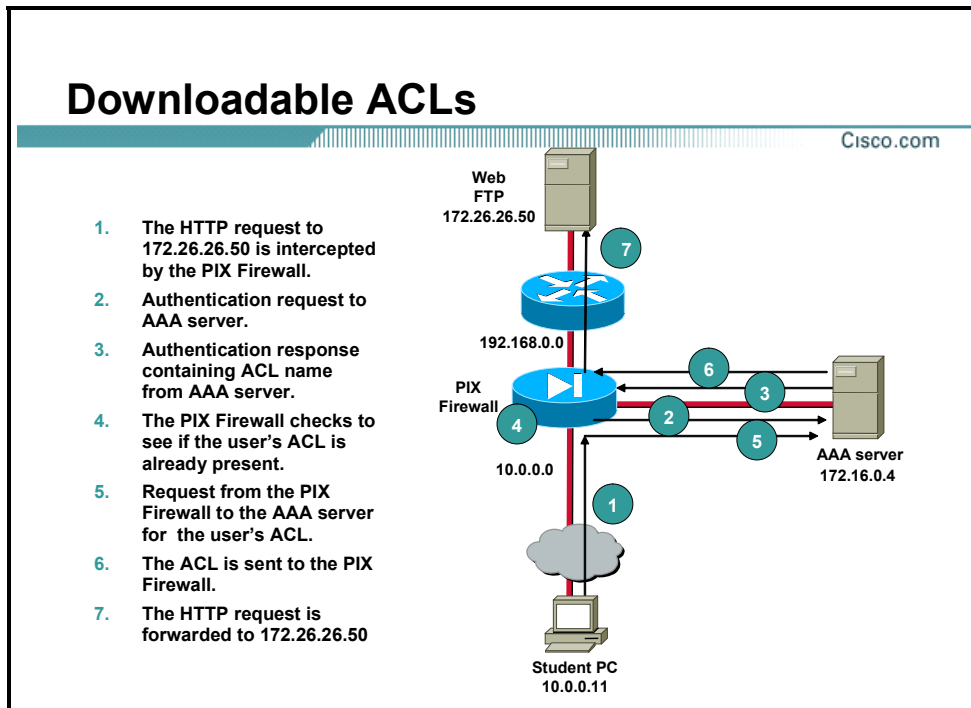 Downloadable ACLs
Cisco.com
1. The HTTP request to
172.26.26.50 is intercepted
by the PIX Firewall.
2. Authentication request to
AAA server.
3. Authentication response
containing ACL name
from AAA server.
4. The PIX Firewall checks to
see if the user's ACL is
already present.
5. Request from the PIX
Firewall to the AAA server
for the user's ACL.
6. The ACL is sent to the PIX
Firewall.
7. The HTTP request is
forwarded to 172.26.26.50
Web
FTP
172.26.26.50
7
192.168.0.0
6
PIX
Firewall
3
4
2
5
AAA server
172.16.0.4
10.0.0.0
1
Student PC
10.0.0.11